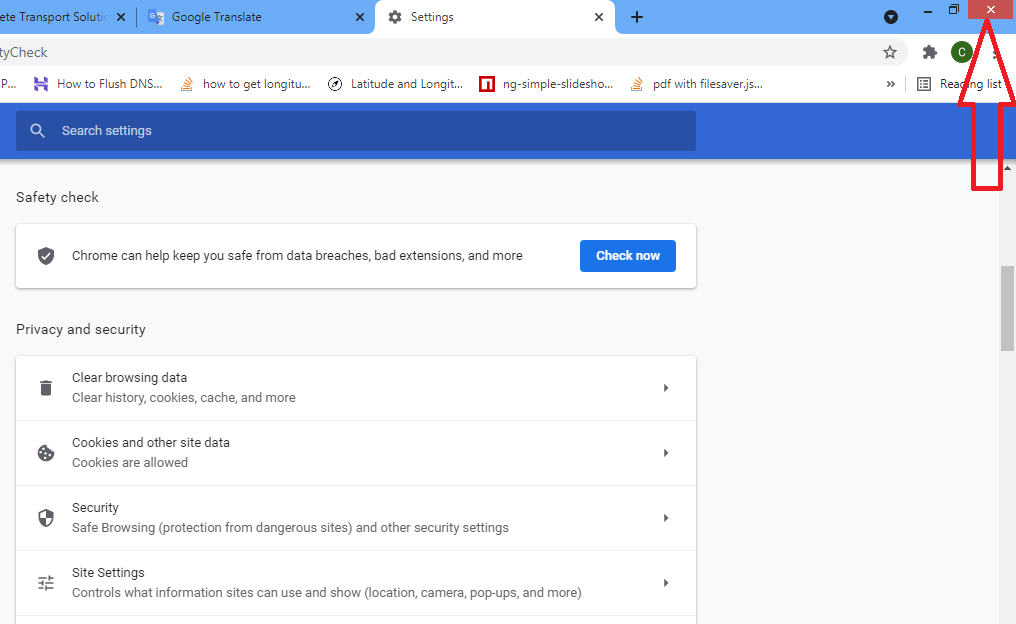 ete Transport Soluti
Google Translate
Settings
tyCheck
C
P...
How to Flush DNS...
how to get longitu...
Latitude and Longit...
ng-simple-slidesho...
pdf with filesaver.js...
»
Reading list
Search settings
Safety check
Chrome can help keep you safe from data breaches, bad extensions, and more
Check now
Privacy and security
Clear browsing data
Clear history, cookies, cache, and more
Cookies and other site data
Cookies are allowed
Security
Safe Browsing (protection from dangerous sites) and other security settings
Site Settings
Controls what information sites can use and show (location, camera, pop-ups, and more)